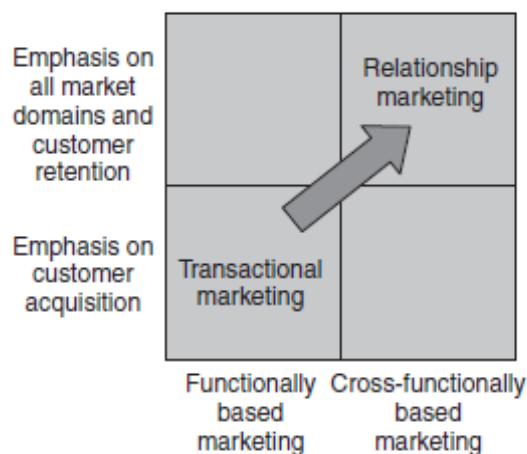 Emphasis on
all market
domains and
customer
retention
Relationship
marketing
Emphasis on
customer
acquisition
Transactional
marketing
Functionally
based
marketing
Cross-functionally
based
marketing